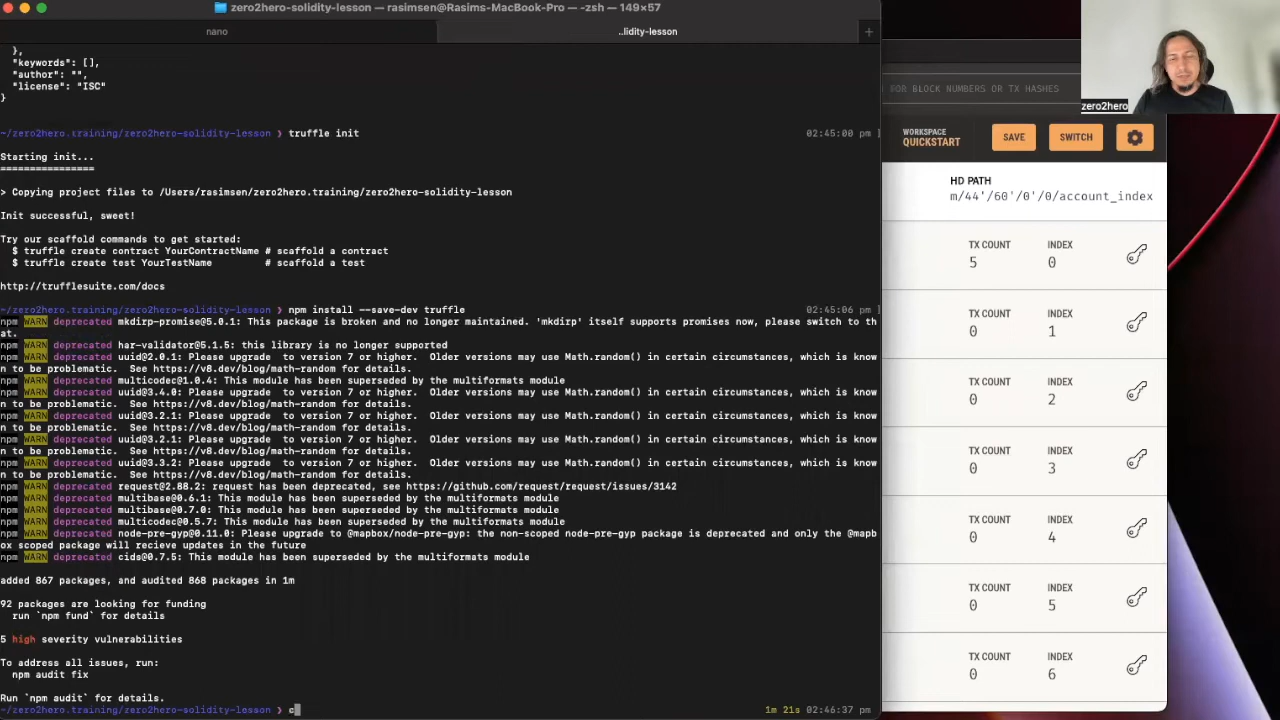 zero2hero-solidity-lesson — rasimsen@Rasims-MacBook-Pro — -zsh — 149×57
nano
..lidity-lesson
+
},
"keywords": [],
"author": "",
"license": "ISC"
}
~/zero2hero.training/zero2hero-solidity-lesson ❯ truffle init 02:45:00 pm
Starting init...
================
> Copying project files to /Users/rasimsen/zero2hero.training/zero2hero-solidity-lesson
Init successful, sweet!
Try our scaffold commands to get started:
$ truffle create contract YourContractName # scaffold a contract
$ truffle create test YourTestName # scaffold a test
http://trufflesuite.com/docs
~/zero2hero.training/zero2hero-solidity-lesson ❯ npm install --save-dev truffle 02:45:06 pm
npm WARN deprecated mkdirp-promise@5.0.1: This package is broken and no longer maintained. 'mkdirp' itself supports promises now, please switch to th
at.
npm WARN deprecated har-validator@5.1.5: this library is no longer supported
npm WARN deprecated uuid@2.0.1: Please upgrade to version 7 or higher. Older versions may use Math.random() in certain circumstances, which is know
n to be problematic. See https://v8.dev/blog/math-random for details.
npm WARN deprecated multicodec@1.0.4: This module has been superseded by the multiformats module
npm WARN deprecated uuid@3.4.0: Please upgrade to version 7 or higher. Older versions may use Math.random() in certain circumstances, which is know
n to be problematic. See https://v8.dev/blog/math-random for details.
npm WARN deprecated uuid@3.2.1: Please upgrade to version 7 or higher. Older versions may use Math.random() in certain circumstances, which is know
n to be problematic. See https://v8.dev/blog/math-random for details.
npm WARN deprecated uuid@3.2.1: Please upgrade to version 7 or higher. Older versions may use Math.random() in certain circumstances, which is know
n to be problematic. See https://v8.dev/blog/math-random for details.
npm WARN deprecated uuid@3.3.2: Please upgrade to version 7 or higher. Older versions may use Math.random() in certain circumstances, which is know
n to be problematic. See https://v8.dev/blog/math-random for details.
npm WARN deprecated request@2.88.2: request has been deprecated, see https://github.com/request/request/issues/3142
npm WARN deprecated multibase@0.6.1: This module has been superseded by the multiformats module
npm WARN deprecated multibase@0.7.0: This module has been superseded by the multiformats module
npm WARN deprecated multicodec@0.5.7: This module has been superseded by the multiformats module
npm WARN deprecated node-pre-gyp@0.11.0: Please upgrade to @mapbox/node-pre-gyp: the non-scoped node-pre-gyp package is deprecated and only the @mapb
ox scoped package will recieve updates in the future
npm WARN deprecated cids@0.7.5: This module has been superseded by the multiformats module
added 867 packages, and audited 868 packages in 1m
92 packages are looking for funding
run `npm fund` for details
5 high severity vulnerabilities
To address all issues, run:
npm audit fix
Run `npm audit` for details.
~/zero2hero.training/zero2hero-solidity-lesson ❯ c 1m 21s 02:46:37 pm
zero2hero
FOR BLOCK NUMBERS OR TX HASHES
WORKSPACE
QUICKSTART
SAVE
SWITCH
HD PATH
m/44'/60'/0'/0/account_index
TX COUNT INDEX
5 0
TX COUNT INDEX
0 1
TX COUNT INDEX
0 2
TX COUNT INDEX
0 3
TX COUNT INDEX
0 4
TX COUNT INDEX
0 5
TX COUNT INDEX
0 6